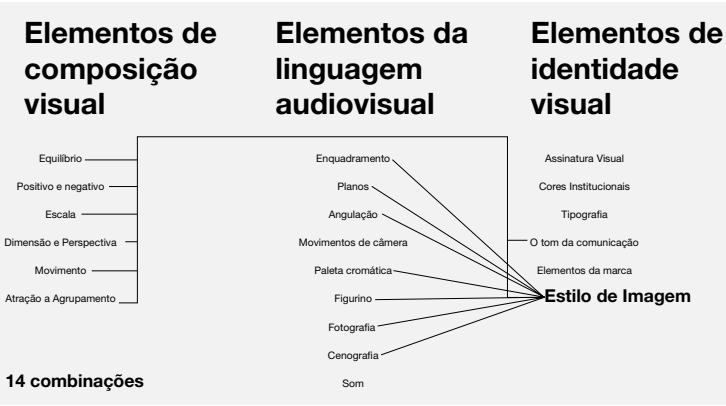 Elementos de
composição
visual
Equilíbrio
Positivo e negativo
Escala
Dimensão e Perspectiva
Movimento
Atração a Agrupamento
14 combinações
Elementos da
linguagem
audiovisual
Enquadramento
Planos
Angulação
Movimentos de câmera
Paleta cromática
Figurino
Fotografia
Cenografia
Som
Elementos de
identidade
visual
Assinatura Visual
Cores Institucionais
Tipografia
O tom da comunicação
Elementos da marca
Estilo de Imagem